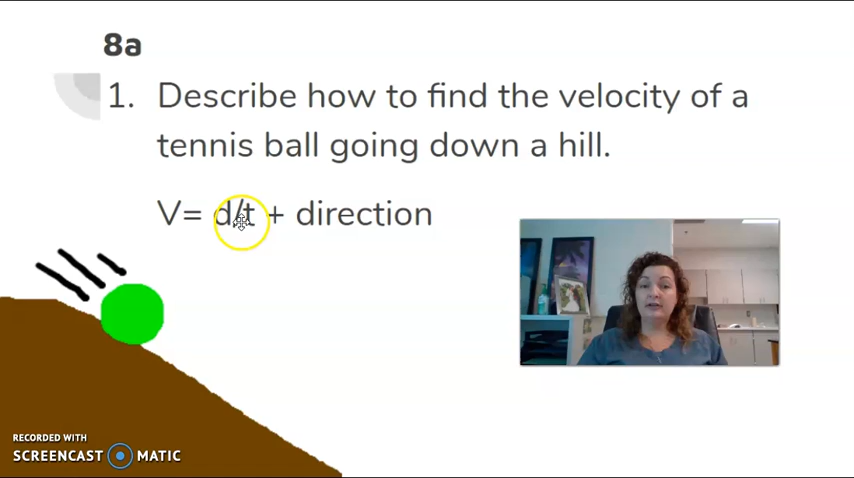 8a
1. Describe how to find the velocity of a
tennis ball going down a hill.
V= d/t + direction
RECORDED WITH
SCREENCAST MATIC